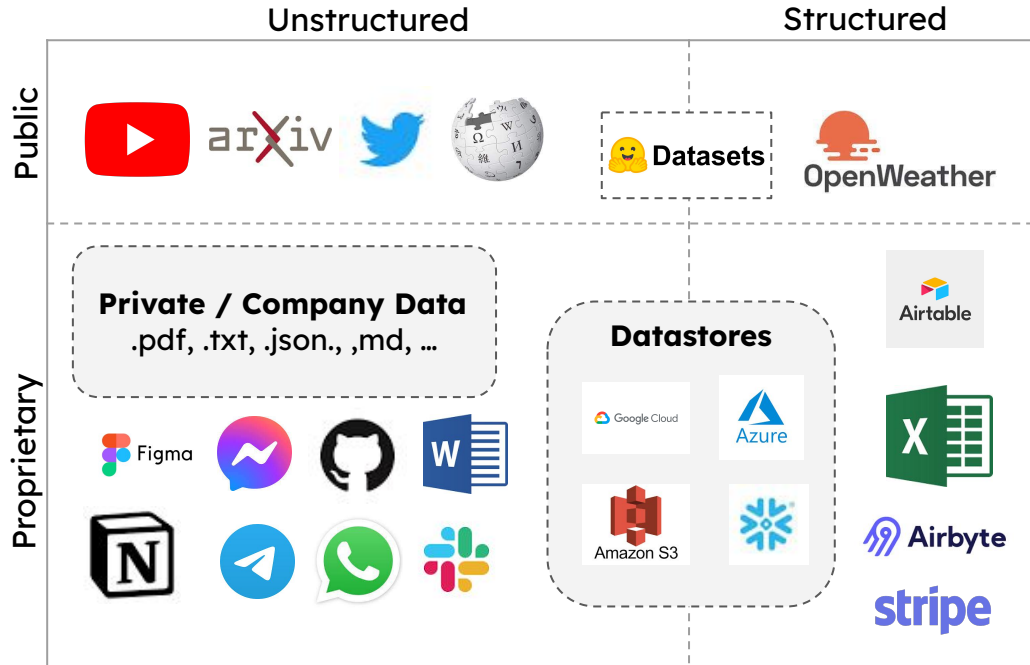 Unstructured
Structured
Public
arXiv
Datasets
OpenWeather
Proprietary
Private / Company Data
.pdf, .txt, .json., ,md, …
Datastores
Google Cloud
Azure
Amazon S3
Airtable
Figma
W
X
N
Airbyte
stripe